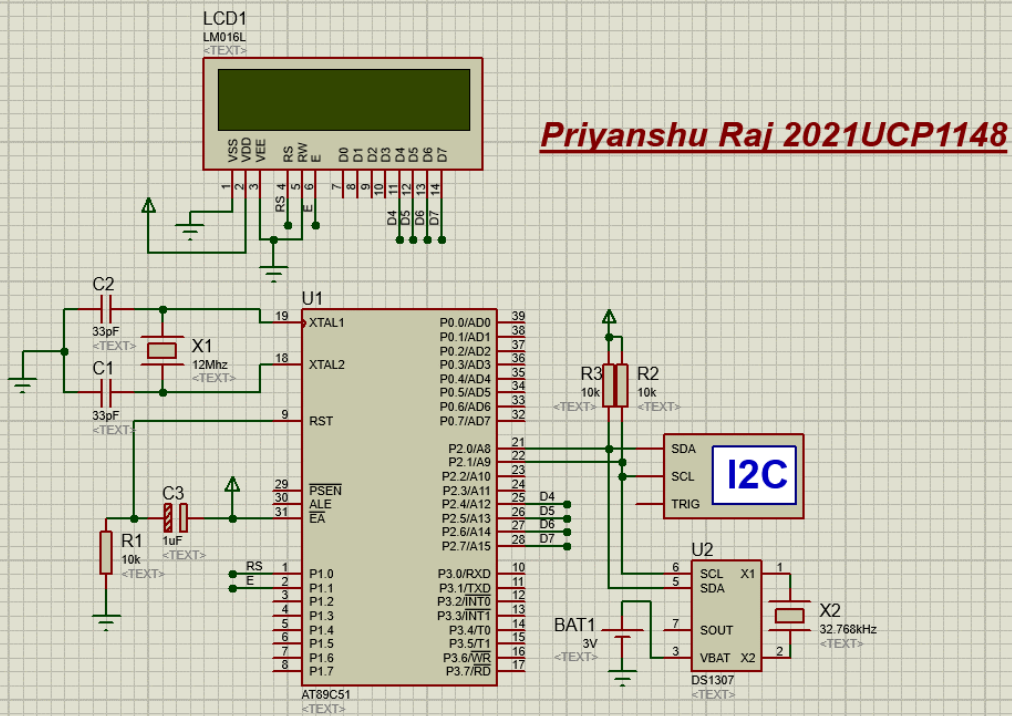 LCD1
LM016L
<TEXT>
VSS VDD VEE RS RW E D0 D1 D2 D3 D4 D5 D6 D7
1 2 3 4 5 6 7 8 9 10 11 12 13 14
RS E D4 D5 D6 D7
Priyanshu Raj 2021UCP1148
C2
33pF
<TEXT>
X1
12Mhz
<TEXT>
C1
33pF
<TEXT>
C3
1uF
<TEXT>
R1
10k
<TEXT>
U1
19 XTAL1
18 XTAL2
9 RST
29 PSEN
30 ALE
31 EA
RS 1 P1.0
E 2 P1.1
3 P1.2
4 P1.3
5 P1.4
6 P1.5
7 P1.6
8 P1.7
P0.0/AD0 39
P0.1/AD1 38
P0.2/AD2 37
P0.3/AD3 36
P0.4/AD4 35
P0.5/AD5 34
P0.6/AD6 33
P0.7/AD7 32
P2.0/A8 21
P2.1/A9 22
P2.2/A10 23
P2.3/A11 24
P2.4/A12 25 D4
P2.5/A13 26 D5
P2.6/A14 27 D6
P2.7/A15 28 D7
P3.0/RXD 10
P3.1/TXD 11
P3.2/INT0 12
P3.3/INT1 13
P3.4/T0 14
P3.5/T1 15
P3.6/WR 16
P3.7/RD 17
AT89C51
<TEXT>
R3
10k
<TEXT>
R2
10k
<TEXT>
SDA
SCL
TRIG
I2C
U2
6 SCL X1 1
5 SDA
7 SOUT
3 VBAT X2 2
DS1307
<TEXT>
BAT1
3V
<TEXT>
X2
32.768kHz
<TEXT>